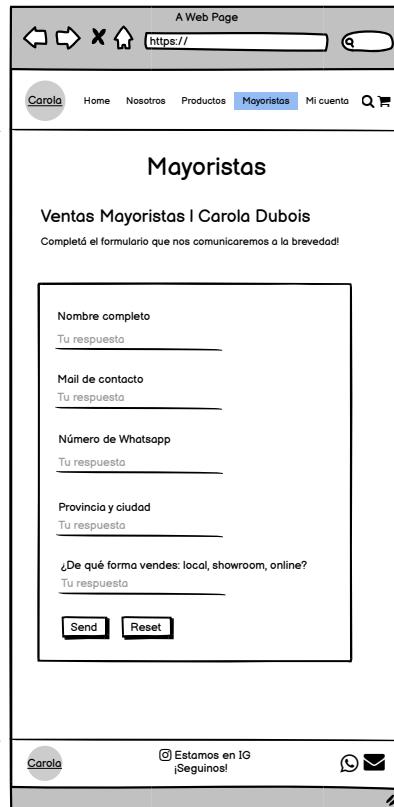 A Web Page
https://
Carola Home Nosotros Productos Mayoristas Mi cuenta
Mayoristas
Ventas Mayoristas | Carola Dubois
Completá el formulario que nos comunicaremos a la brevedad!
Nombre completo
Tu respuesta
Mail de contacto
Tu respuesta
Número de Whatsapp
Tu respuesta
Provincia y ciudad
Tu respuesta
¿De qué forma vendes: local, showroom, online?
Tu respuesta
Send Reset
Carola
Estamos en IG
¡Seguinos!